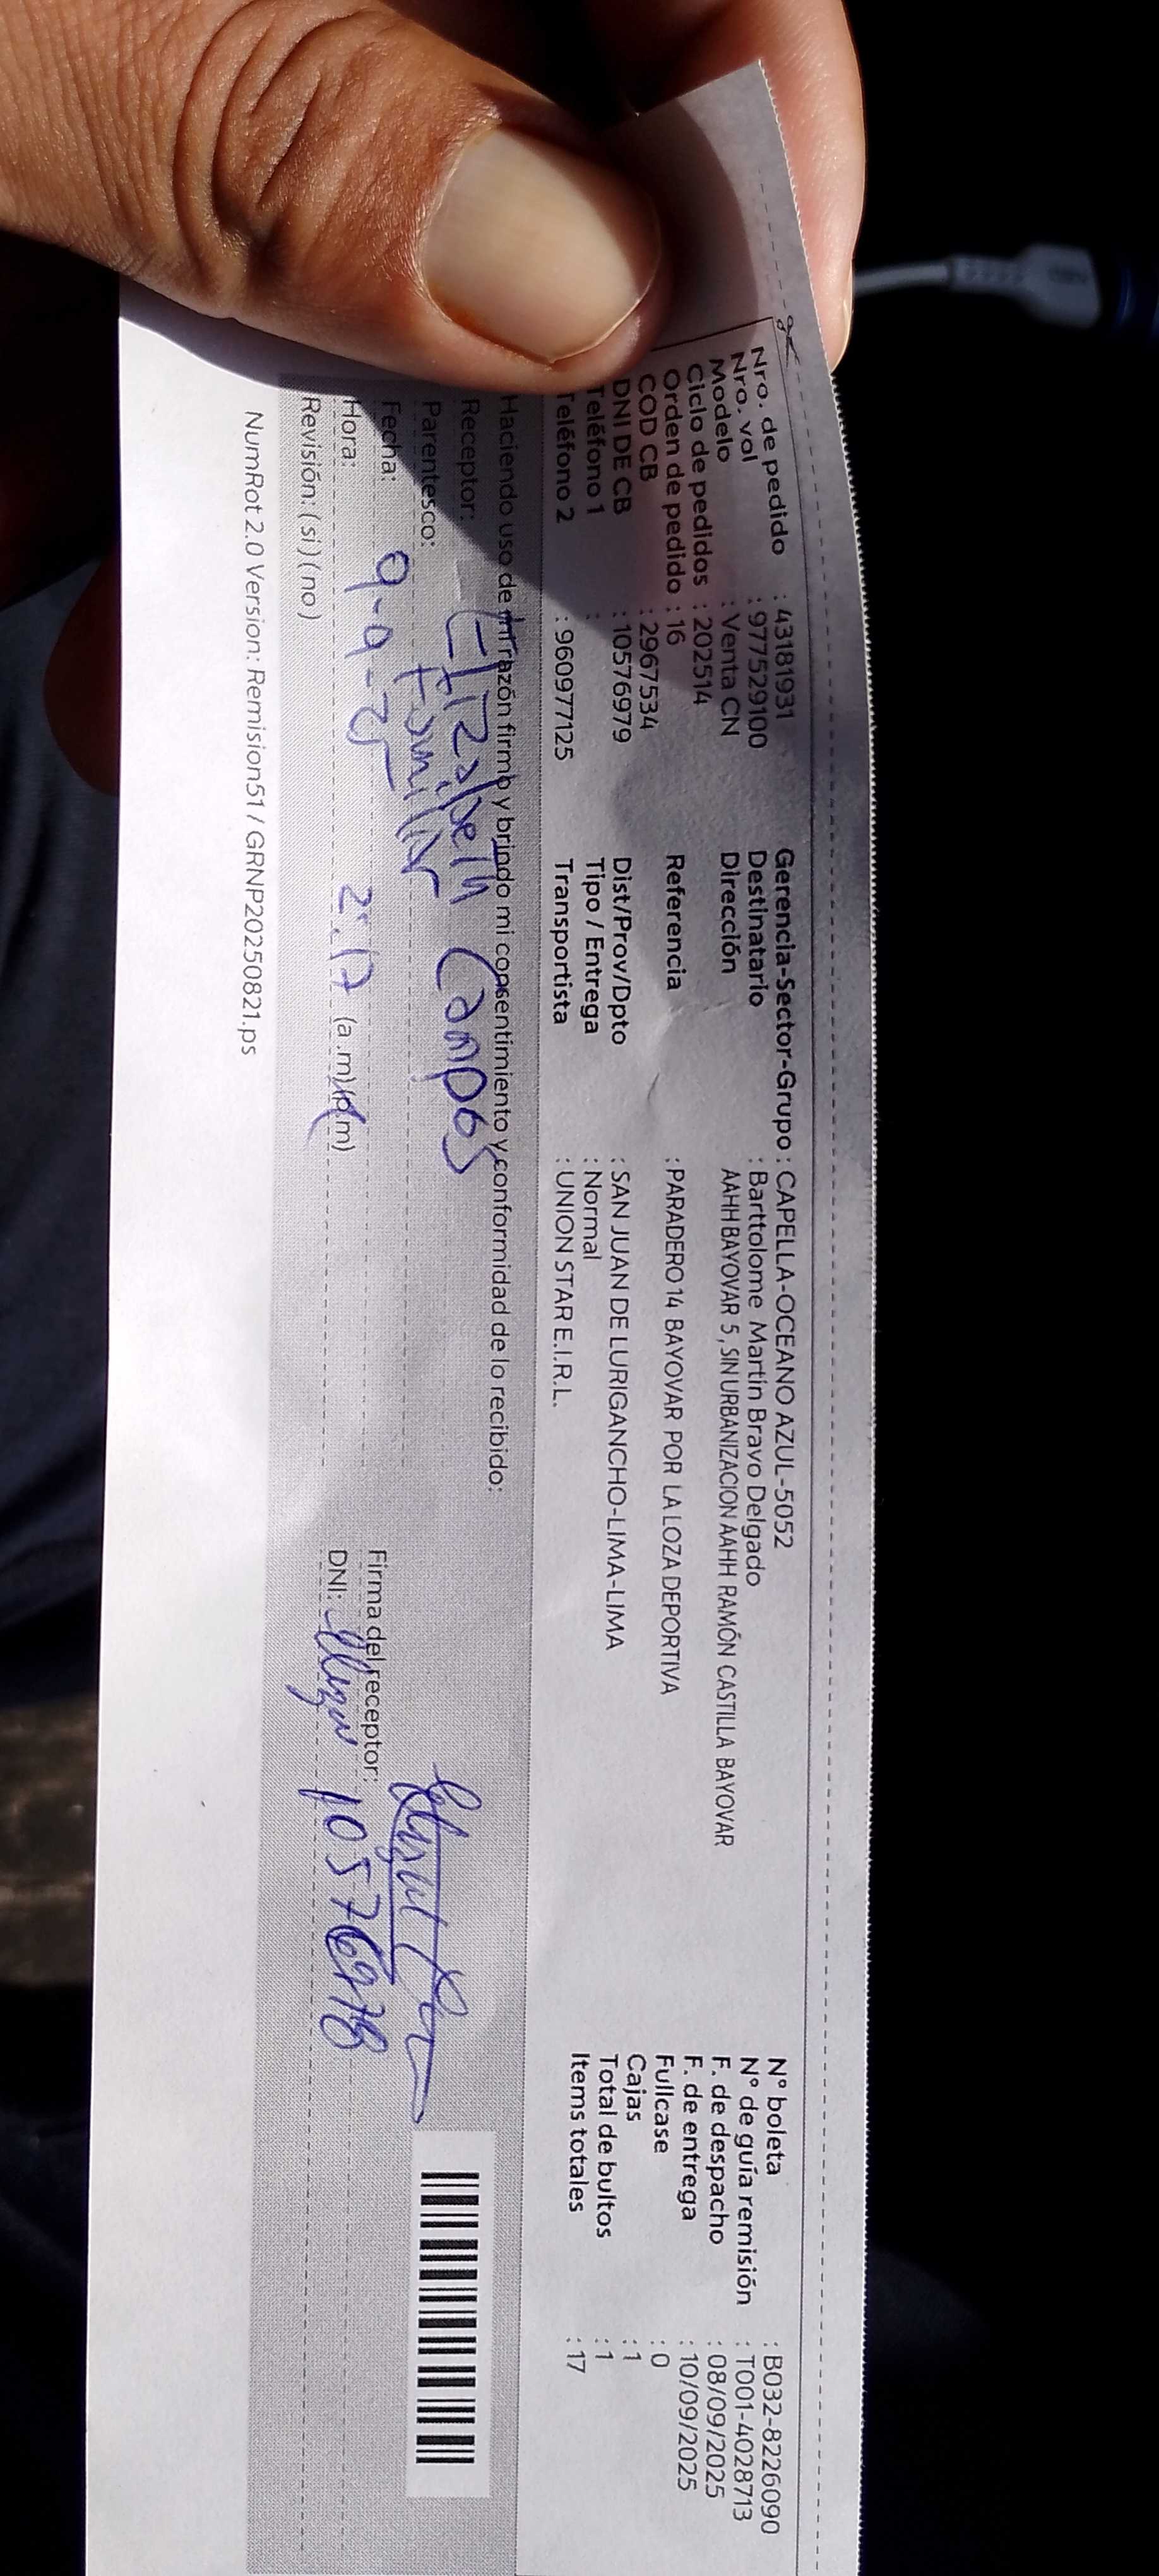 Nro. de pedido : 43181931
Nro. vol : 977529100
Modelo : Venta CN
Ciclo de pedidos : 202514
Orden de pedido : 16
COD CB : 2967534
DNI DE CB : 10576979
Teléfono 1 :
Teléfono 2 : 960977125
Gerencia-Sector-Grupo : CAPELLA-OCEANO AZUL-5052
Destinatario : Barttolome Martín Bravo Delgado
Dirección AAHH BAYOVAR 5, SIN URBANIZACION AAHH RAMÓN CASTILLA BAYOVAR
Referencia : PARADERO 14 BAYOVAR POR LA LOZA DEPORTIVA
Dist/Prov/Dpto : SAN JUAN DE LURIGANCHO-LIMA-LIMA
Tipo / Entrega : Normal
Transportista : UNION STAR E.I.R.L.
N° boleta : B032-8226090
N° de guía remisión : T001-4028713
F. de despacho : 08/09/2025
F. de entrega : 10/09/2025
Fullcase : 0
Cajas : 1
Total de bultos : 1
Items totales : 17
Haciendo uso de mi razón firmo y brindo mi consentimiento y conformidad de lo recibido:
Receptor: Elizabeth Campos
Parentesco: Familiar
Fecha: 9-9-25
Hora: 2:17 (a.m) (p.m)
Revisión: ( si ) ( no )
Firma del receptor:
DNI: 10576978
NumRot 2.0 Version: Remision51 / GRNP20250821.ps